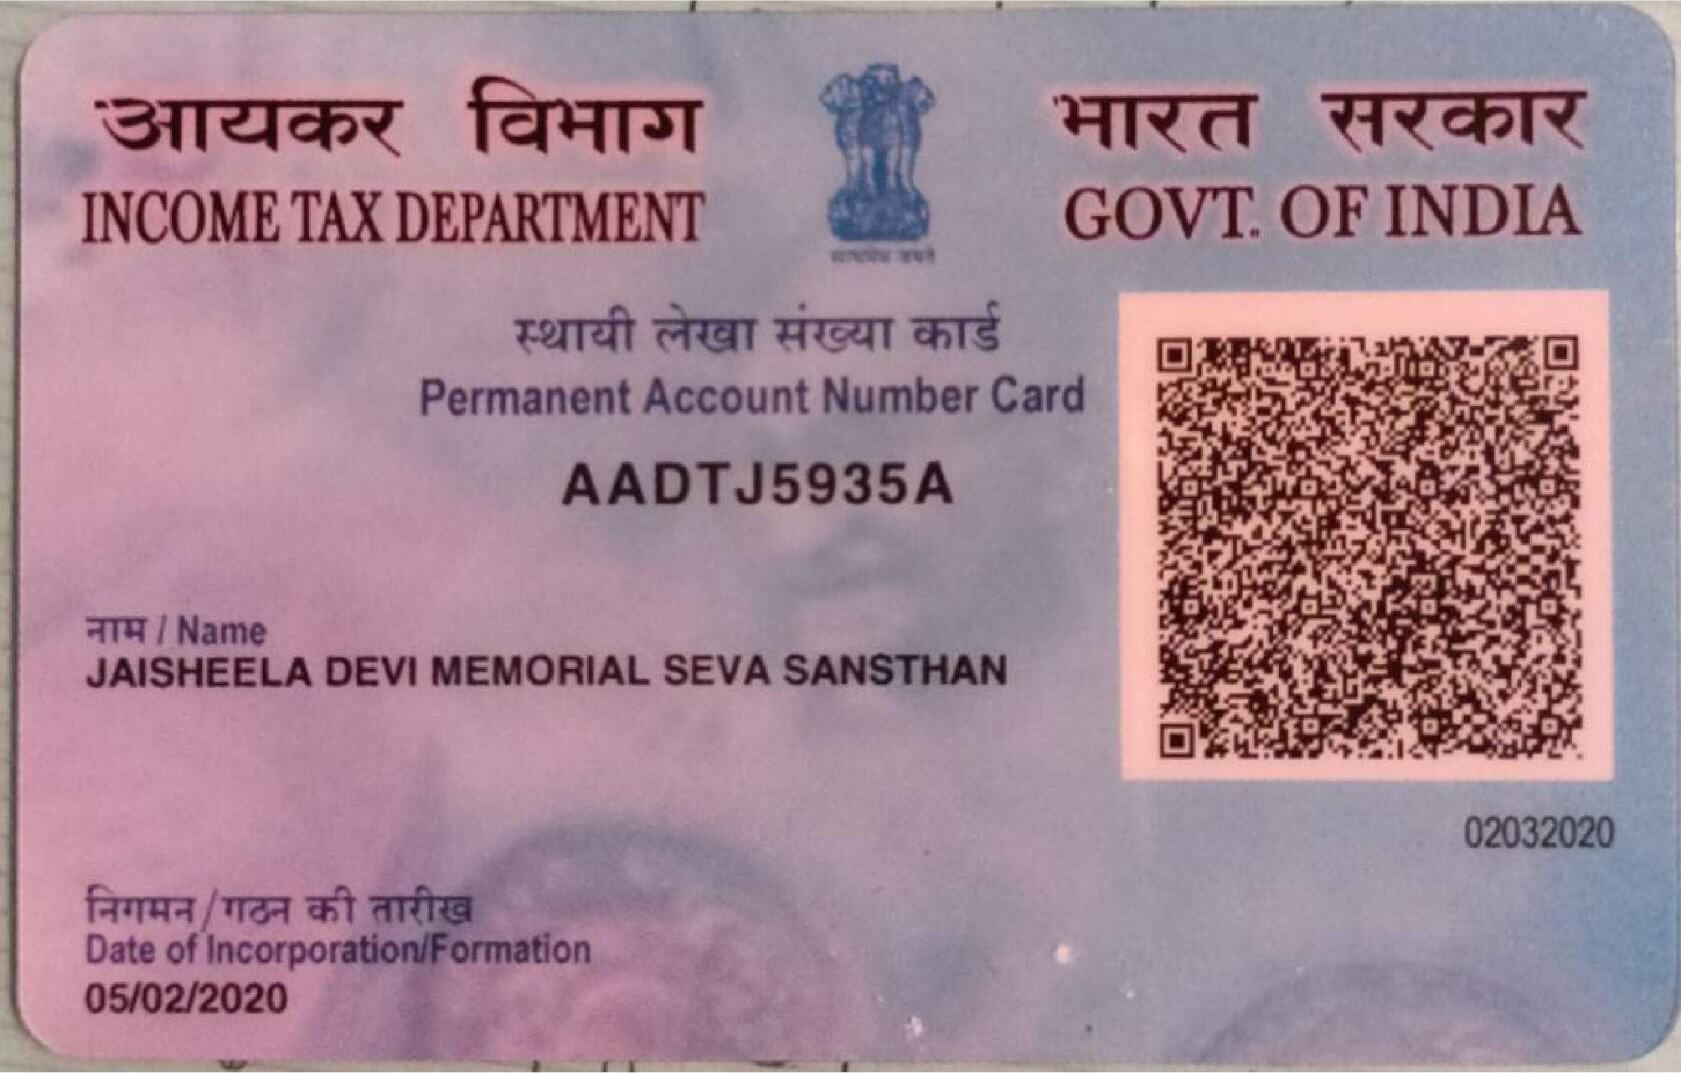 आयकर विभाग
INCOME TAX DEPARTMENT
भारत सरकार
GOVT. OF INDIA
सत्यमेव जयते
स्थायी लेखा संख्या कार्ड
Permanent Account Number Card
AADTJ5935A
नाम / Name
JAISHEELA DEVI MEMORIAL SEVA SANSTHAN
02032020
निगमन/गठन की तारीख
Date of Incorporation/Formation
05/02/2020